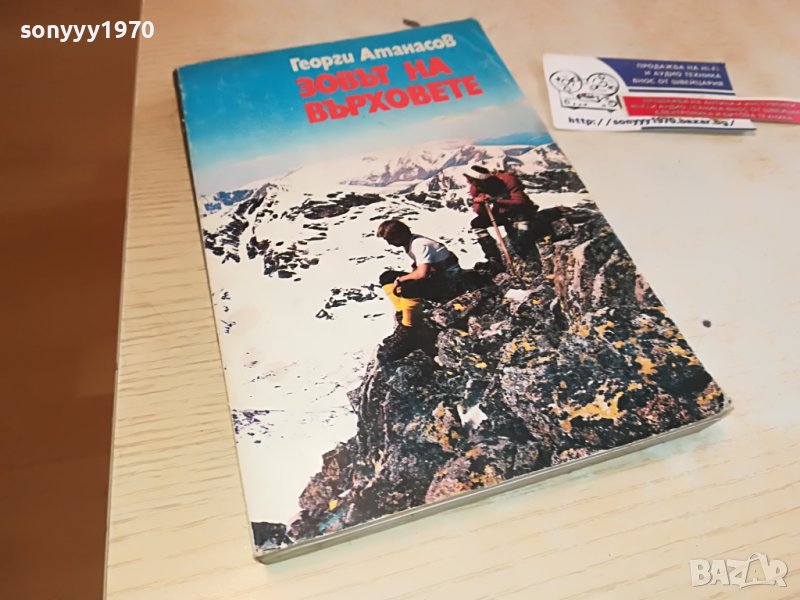 sonyyy1970
Георги Атанасов
ЗОВЪТ НА
ВЪРХОВЕТЕ
ПРОДАЖБА НА HI-FI
И АУДИО ТЕХНИКА
ВНОС ОТ ШВЕЙЦАРИЯ
http://sonyyy1970.bazar.bg/
BAZAR